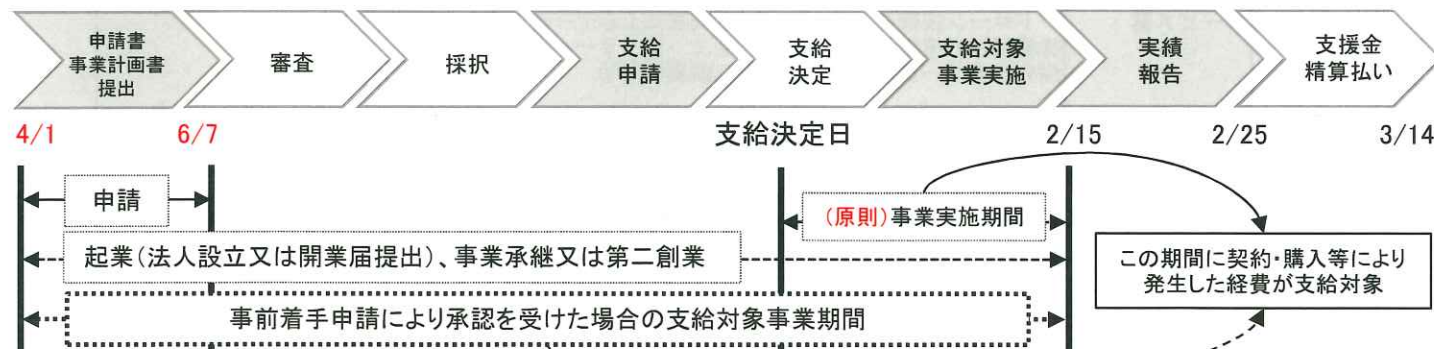 申請書
事業計画書
提出
審査
採択
支給
申請
支給
決定
支給対象
事業実施
実績
報告
支援金
精算払い
4/1
6/7
支給決定日
2/15
2/25
3/14
申請
(原則)事業実施期間
起業(法人設立又は開業届提出)、事業承継又は第二創業
この期間に契約・購入等により
発生した経費が支給対象
事前着手申請により承認を受けた場合の支給対象事業期間